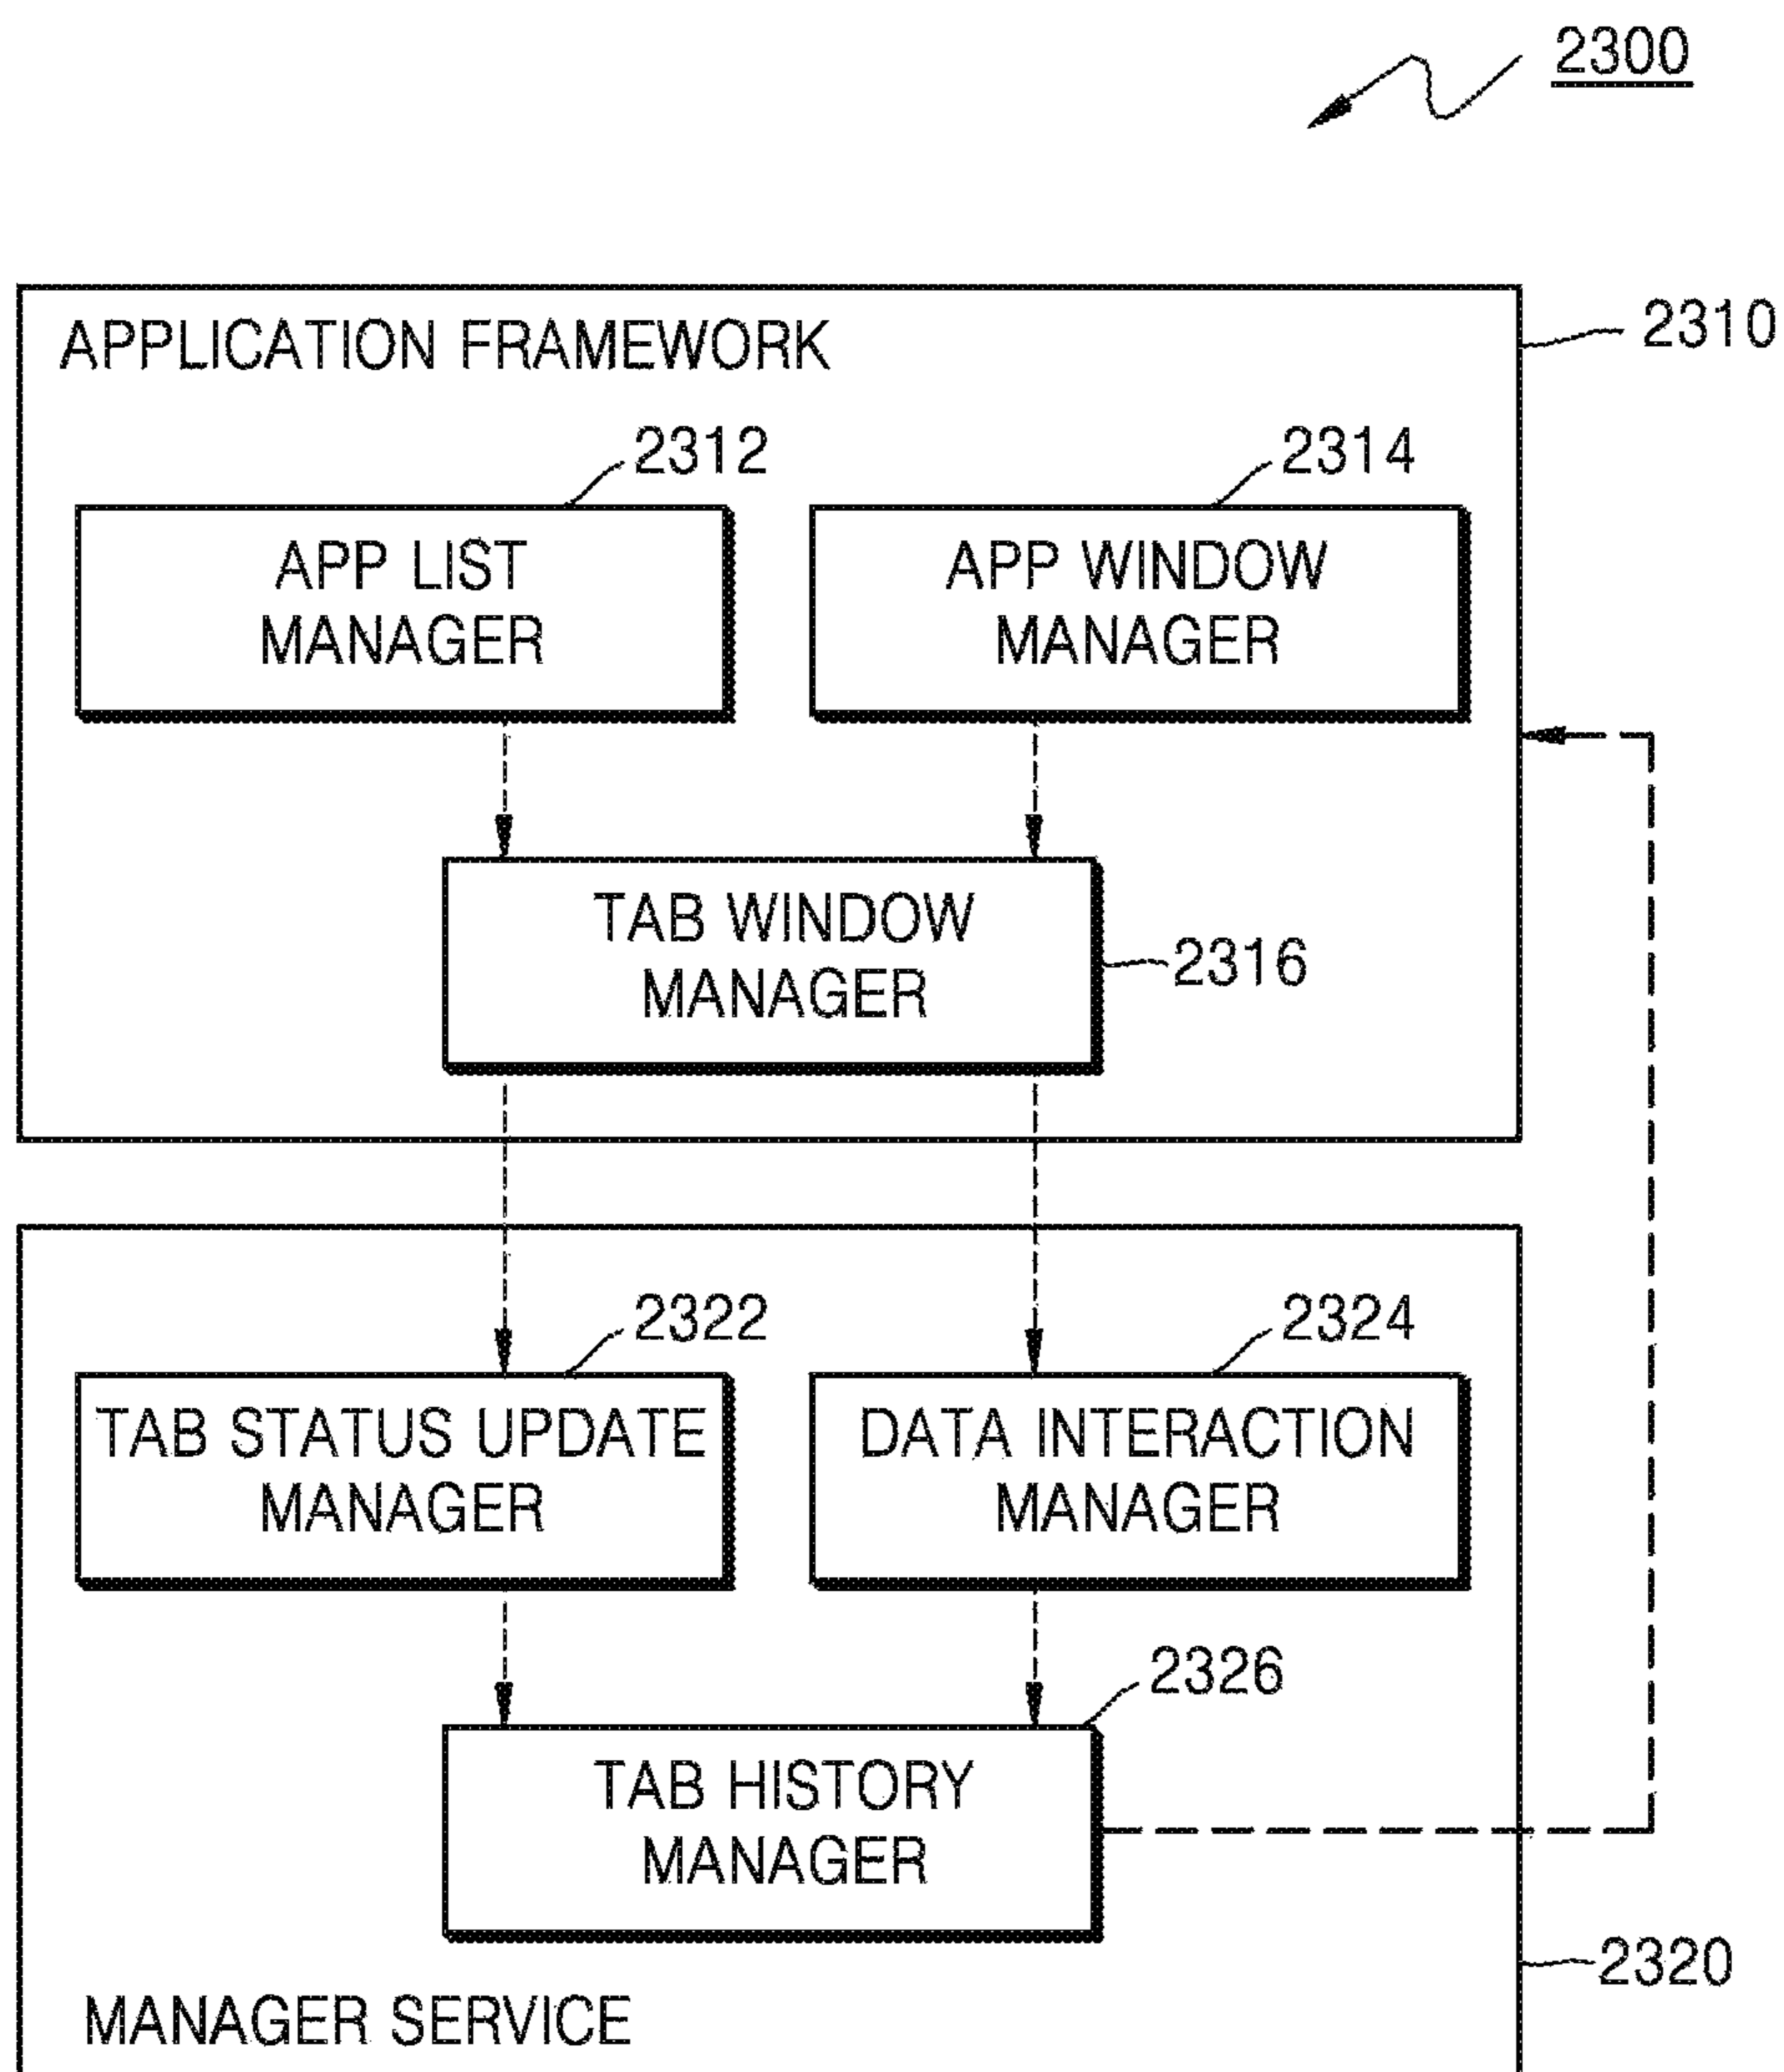 2300
APPLICATION FRAMEWORK
2310
2312
2314
APP LIST
MANAGER
APP WINDOW
MANAGER
TAB WINDOW
MANAGER
2316
2322
2324
TAB STATUS UPDATE
MANAGER
DATA INTERACTION
MANAGER
2326
TAB HISTORY
MANAGER
2320
MANAGER SERVICE